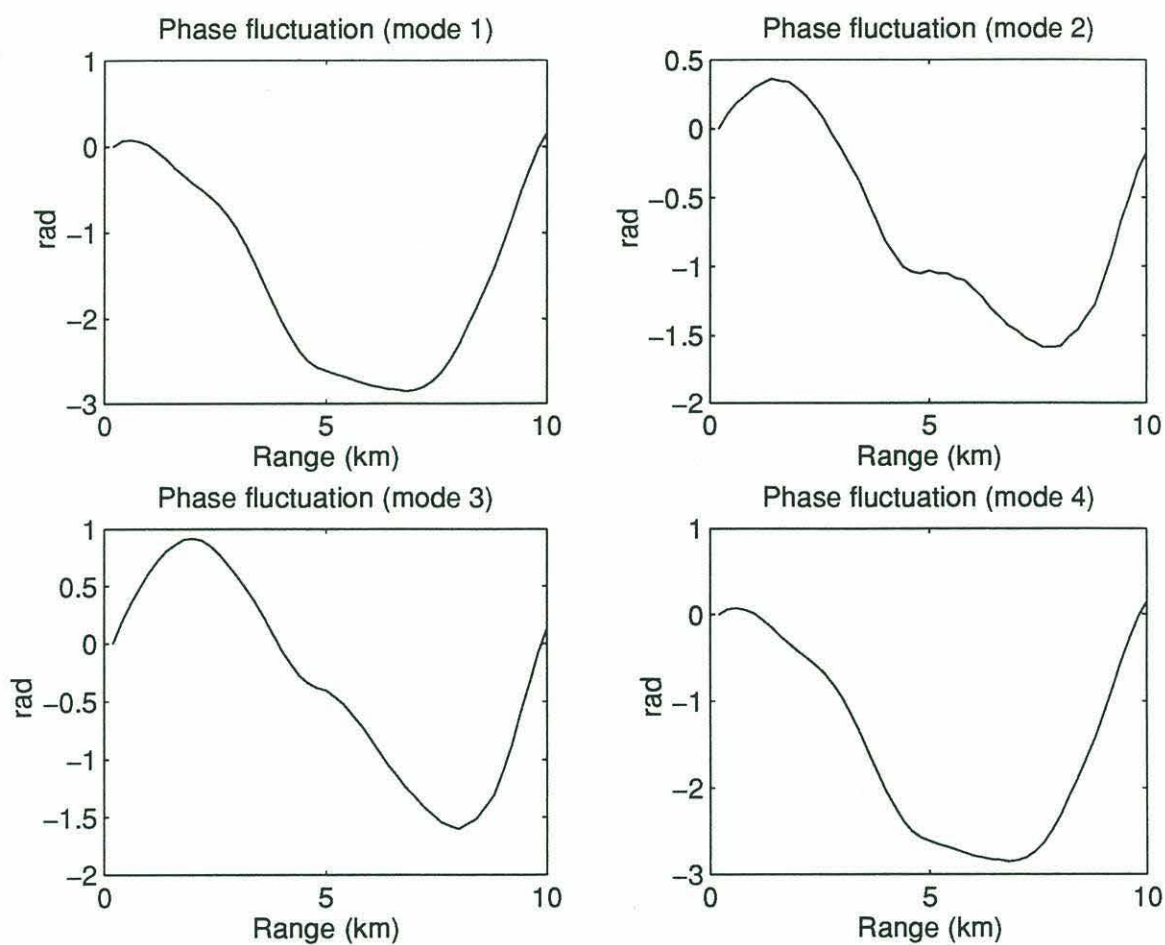 Phase fluctuation (mode 1)
1
0
−1
−2
−3
rad
0
5
10
Range (km)
Phase fluctuation (mode 2)
0.5
0
−0.5
−1
−1.5
−2
rad
0
5
10
Range (km)
Phase fluctuation (mode 3)
1
0.5
0
−0.5
−1
−1.5
−2
rad
0
5
10
Range (km)
Phase fluctuation (mode 4)
1
0
−1
−2
−3
rad
0
5
10
Range (km)